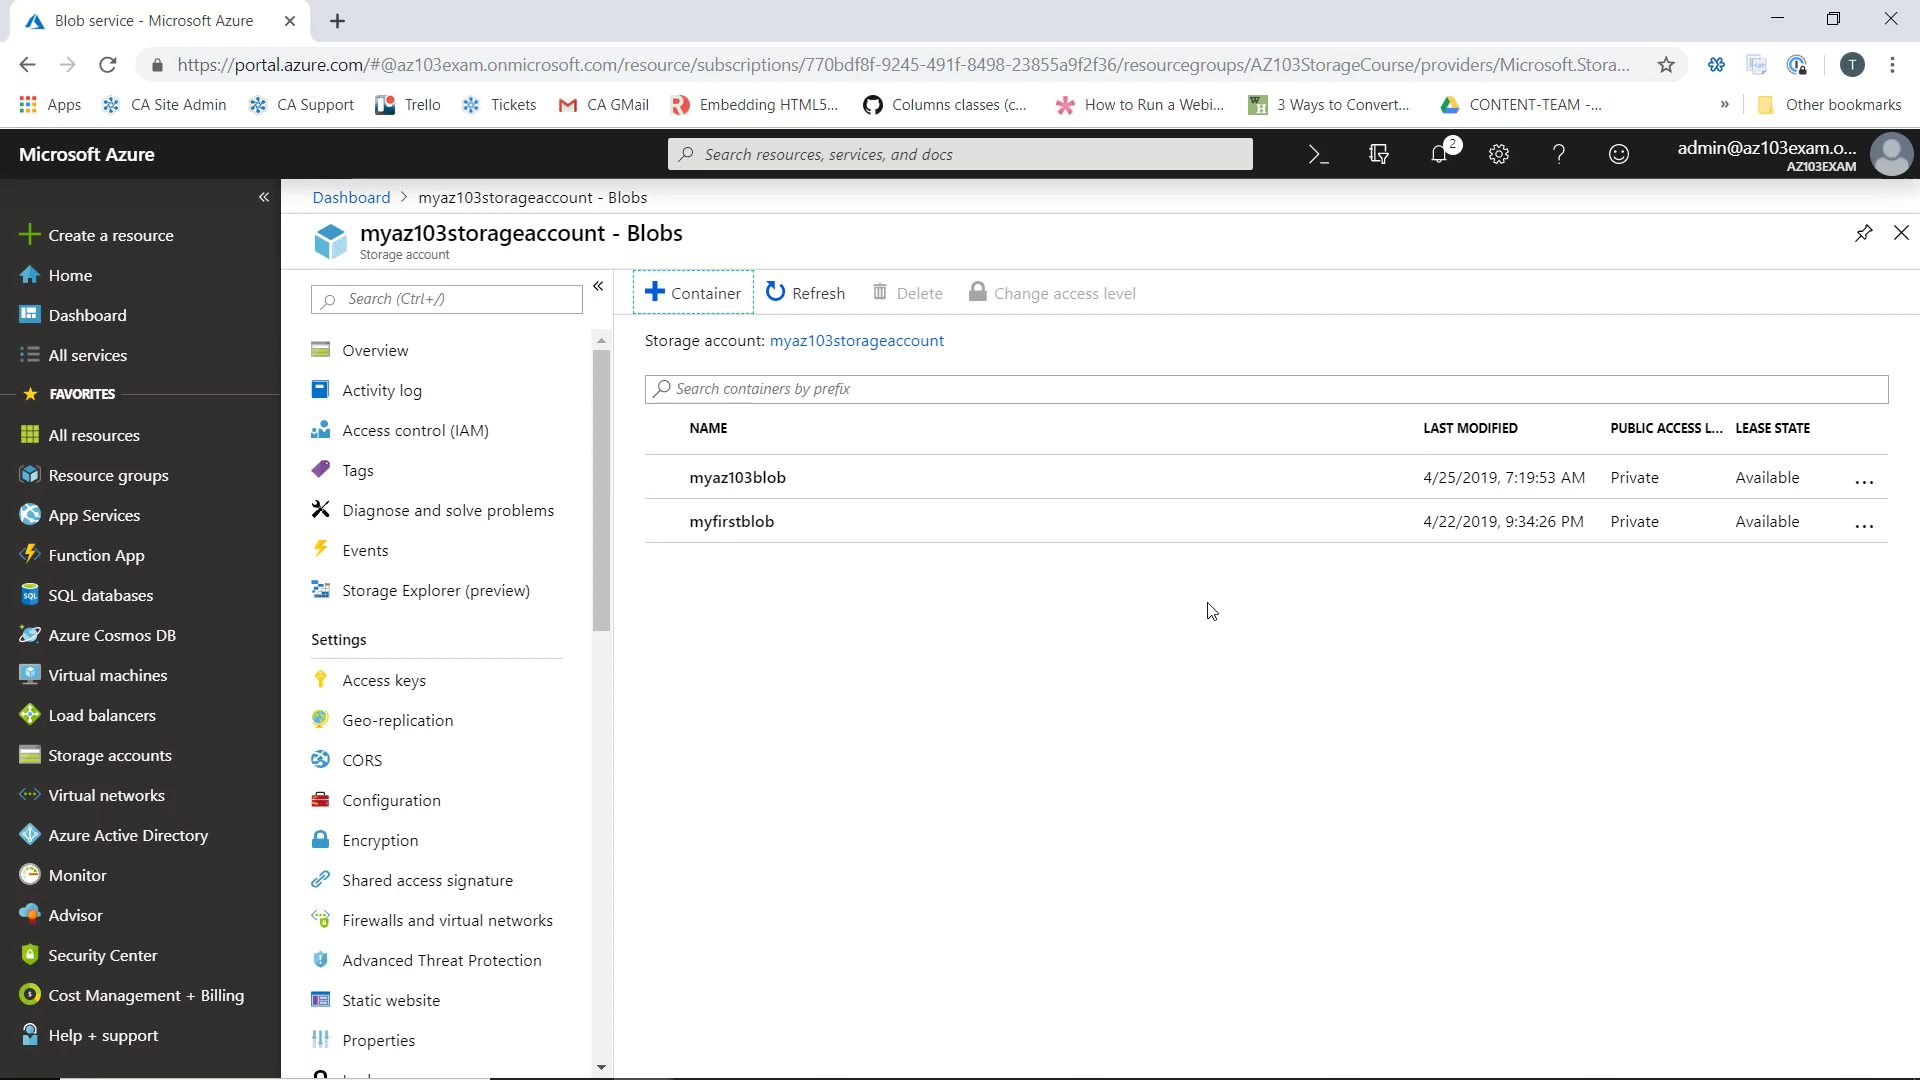 Blob service - Microsoft Azure
https://portal.azure.com/#@az103exam.onmicrosoft.com/resource/subscriptions/770bdf8f-9245-491f-8498-23855a9f2f36/resourcegroups/AZ103StorageCourse/providers/Microsoft.Stora...
T
Apps CA Site Admin CA Support Trello Tickets CA GMail Embedding HTML5... Columns classes (c... How to Run a Webi... 3 Ways to Convert... CONTENT-TEAM -... » Other bookmarks
Microsoft Azure
Search resources, services, and docs
2
admin@az103exam.o...
AZ103EXAM
Create a resource
Home
Dashboard
All services
FAVORITES
All resources
Resource groups
App Services
Function App
SQL databases
Azure Cosmos DB
Virtual machines
Load balancers
Storage accounts
Virtual networks
Azure Active Directory
Monitor
Advisor
Security Center
Cost Management + Billing
Help + support
Dashboard > myaz103storageaccount - Blobs
myaz103storageaccount - Blobs
Storage account
Search (Ctrl+/)
Overview
Activity log
Access control (IAM)
Tags
Diagnose and solve problems
Events
Storage Explorer (preview)
Settings
Access keys
Geo-replication
CORS
Configuration
Encryption
Shared access signature
Firewalls and virtual networks
Advanced Threat Protection
Static website
Properties
Container Refresh Delete Change access level
Storage account: myaz103storageaccount
Search containers by prefix
NAME LAST MODIFIED PUBLIC ACCESS L... LEASE STATE
myaz103blob 4/25/2019, 7:19:53 AM Private Available ...
myfirstblob 4/22/2019, 9:34:26 PM Private Available ...